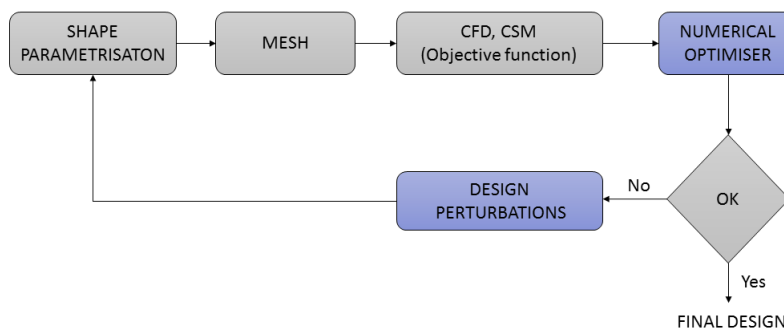 SHAPE
PARAMETRISATON
MESH
CFD, CSM
(Objective function)
NUMERICAL
OPTIMISER
No
DESIGN
PERTURBATIONS
OK
Yes
FINAL DESIGN